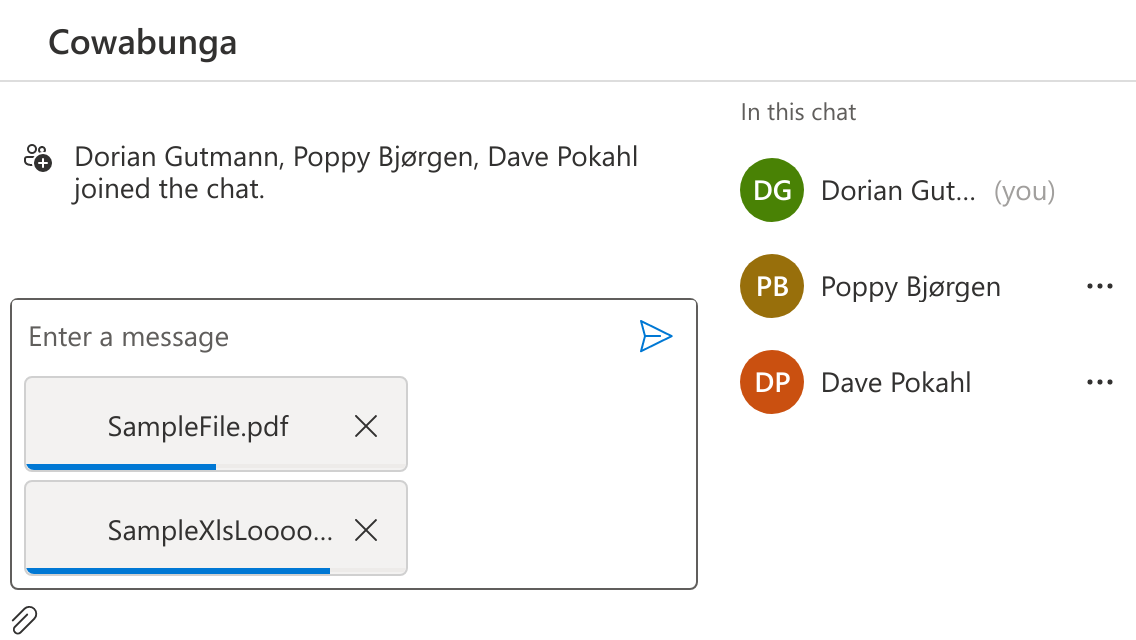 Cowabunga
Dorian Gutmann, Poppy Bjørgen, Dave Pokahl
joined the chat.
Enter a message
SampleFile.pdf
SampleXlsLoooo...
In this chat
DG Dorian Gut... (you)
PB Poppy Bjørgen
DP Dave Pokahl